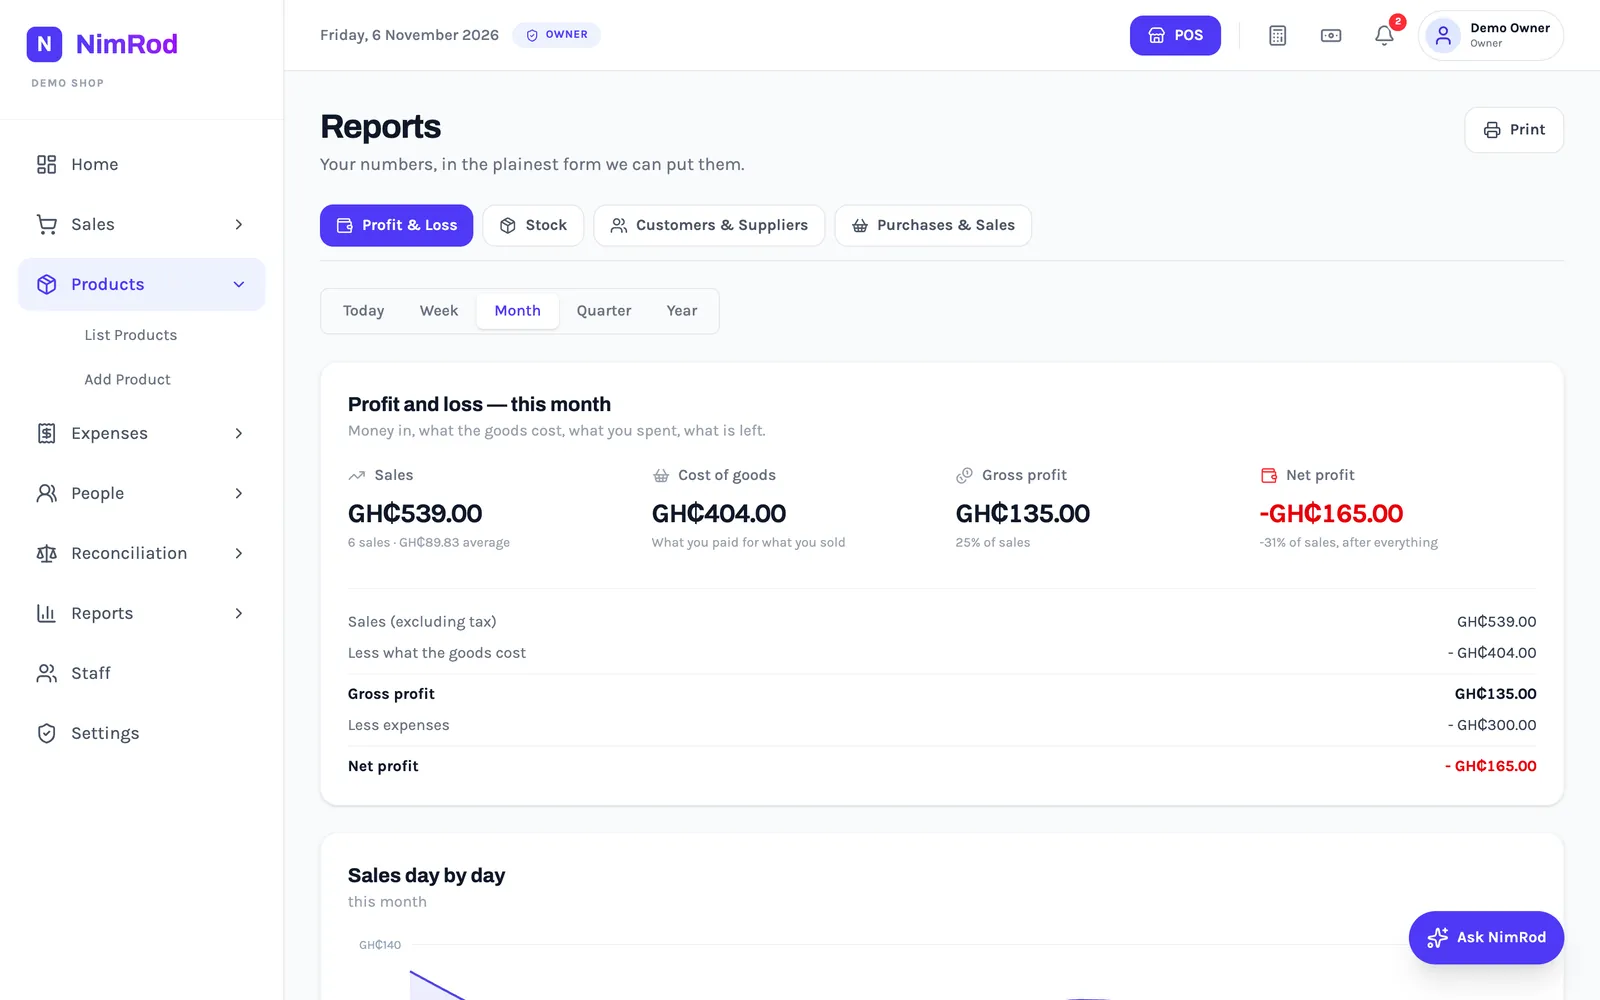 N NimRod
DEMO SHOP
Home
Sales
Products
List Products
Add Product
Expenses
People
Reconciliation
Reports
Staff
Settings
Friday, 6 November 2026
OWNER
POS
2
Demo Owner
Owner
Reports
Your numbers, in the plainest form we can put them.
Print
Profit & Loss
Stock
Customers & Suppliers
Purchases & Sales
Today
Week
Month
Quarter
Year
Profit and loss — this month
Money in, what the goods cost, what you spent, what is left.
Sales
GH₵539.00
6 sales · GH₵89.83 average
Cost of goods
GH₵404.00
What you paid for what you sold
Gross profit
GH₵135.00
25% of sales
Net profit
-GH₵165.00
-31% of sales, after everything
Sales (excluding tax) GH₵539.00
Less what the goods cost - GH₵404.00
Gross profit GH₵135.00
Less expenses - GH₵300.00
Net profit - GH₵165.00
Sales day by day
this month
GH₵140
Ask NimRod